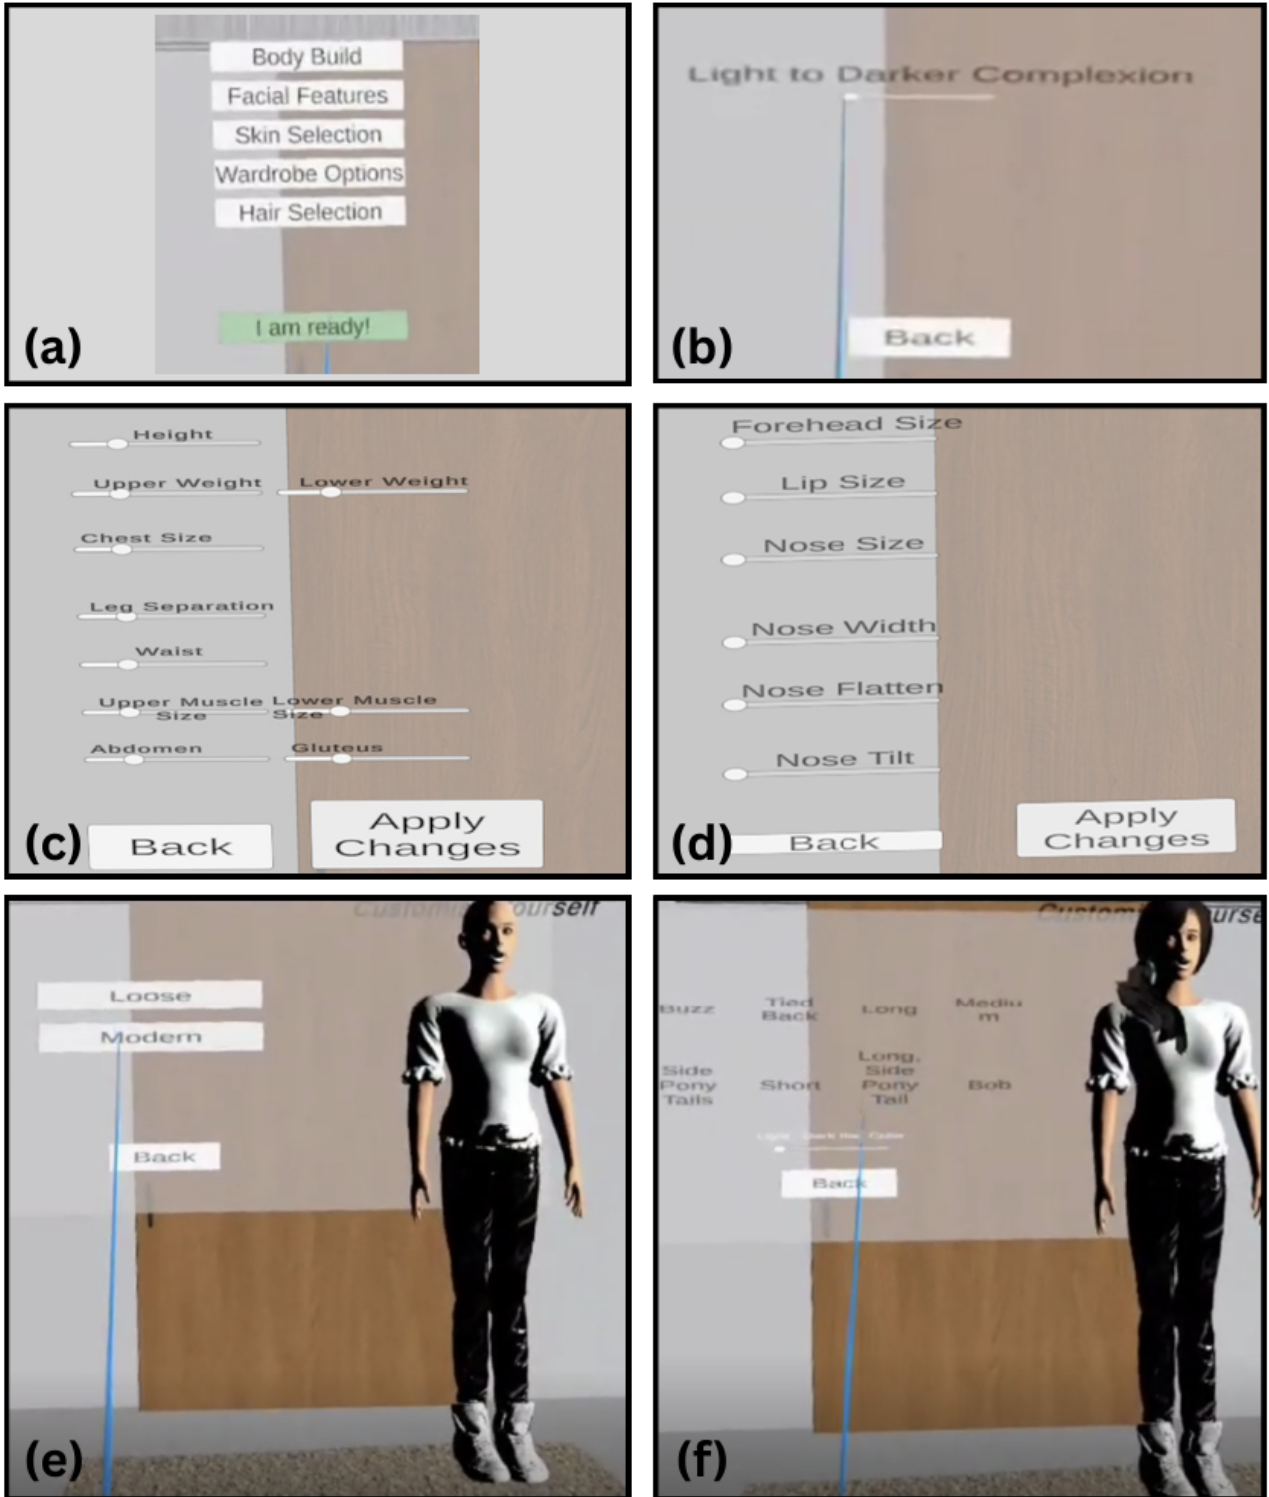 Body Build
Facial Features
Skin Selection
Wardrobe Options
Hair Selection
I am ready!
(a)
Light to Darker Complexion
Back
(b)
Height
Upper Weight
Lower Weight
Chest Size
Leg Separation
Waist
Upper Muscle
Size
Lower Muscle
Size
Abdomen
Gluteus
Back
Apply
Changes
(c)
Forehead Size
Lip Size
Nose Size
Nose Width
Nose Flatten
Nose Tilt
Back
Apply
Changes
(d)
Loose
Modern
Back
(e)
Buzz
Tied
Back
Long
Mediu
m
Side
Pony
Tails
Short
Long,
Side
Pony
Tail
Bob
Back
(f)